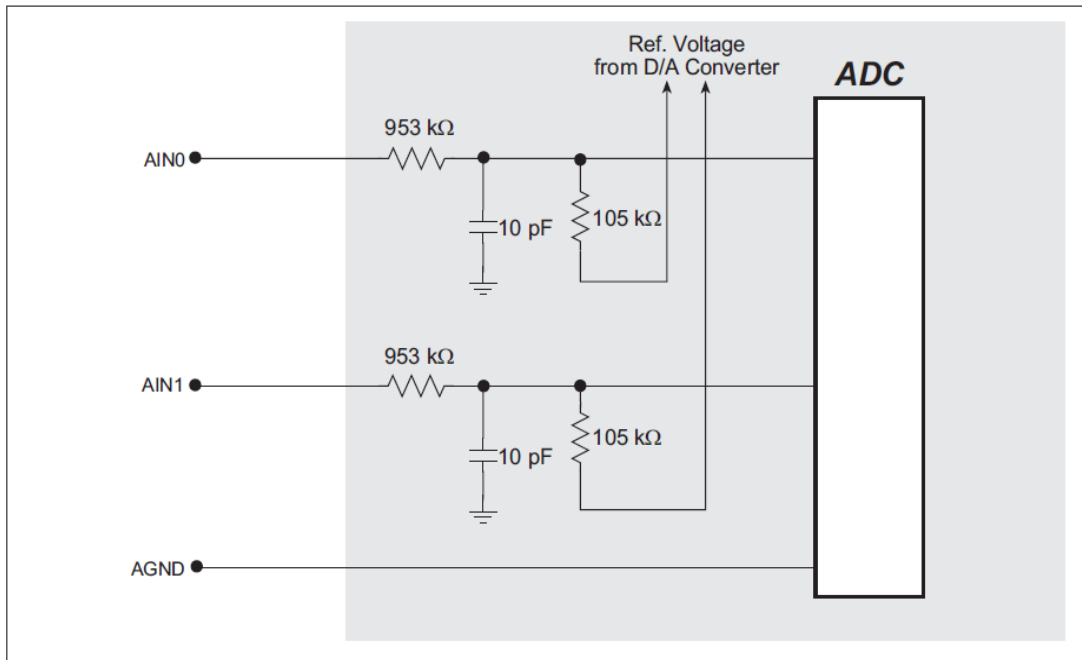 Ref. Voltage
from D/A Converter
ADC
953 kΩ
AIN0
105 kΩ
10 pF
953 kΩ
AIN1
105 kΩ
10 pF
AGND